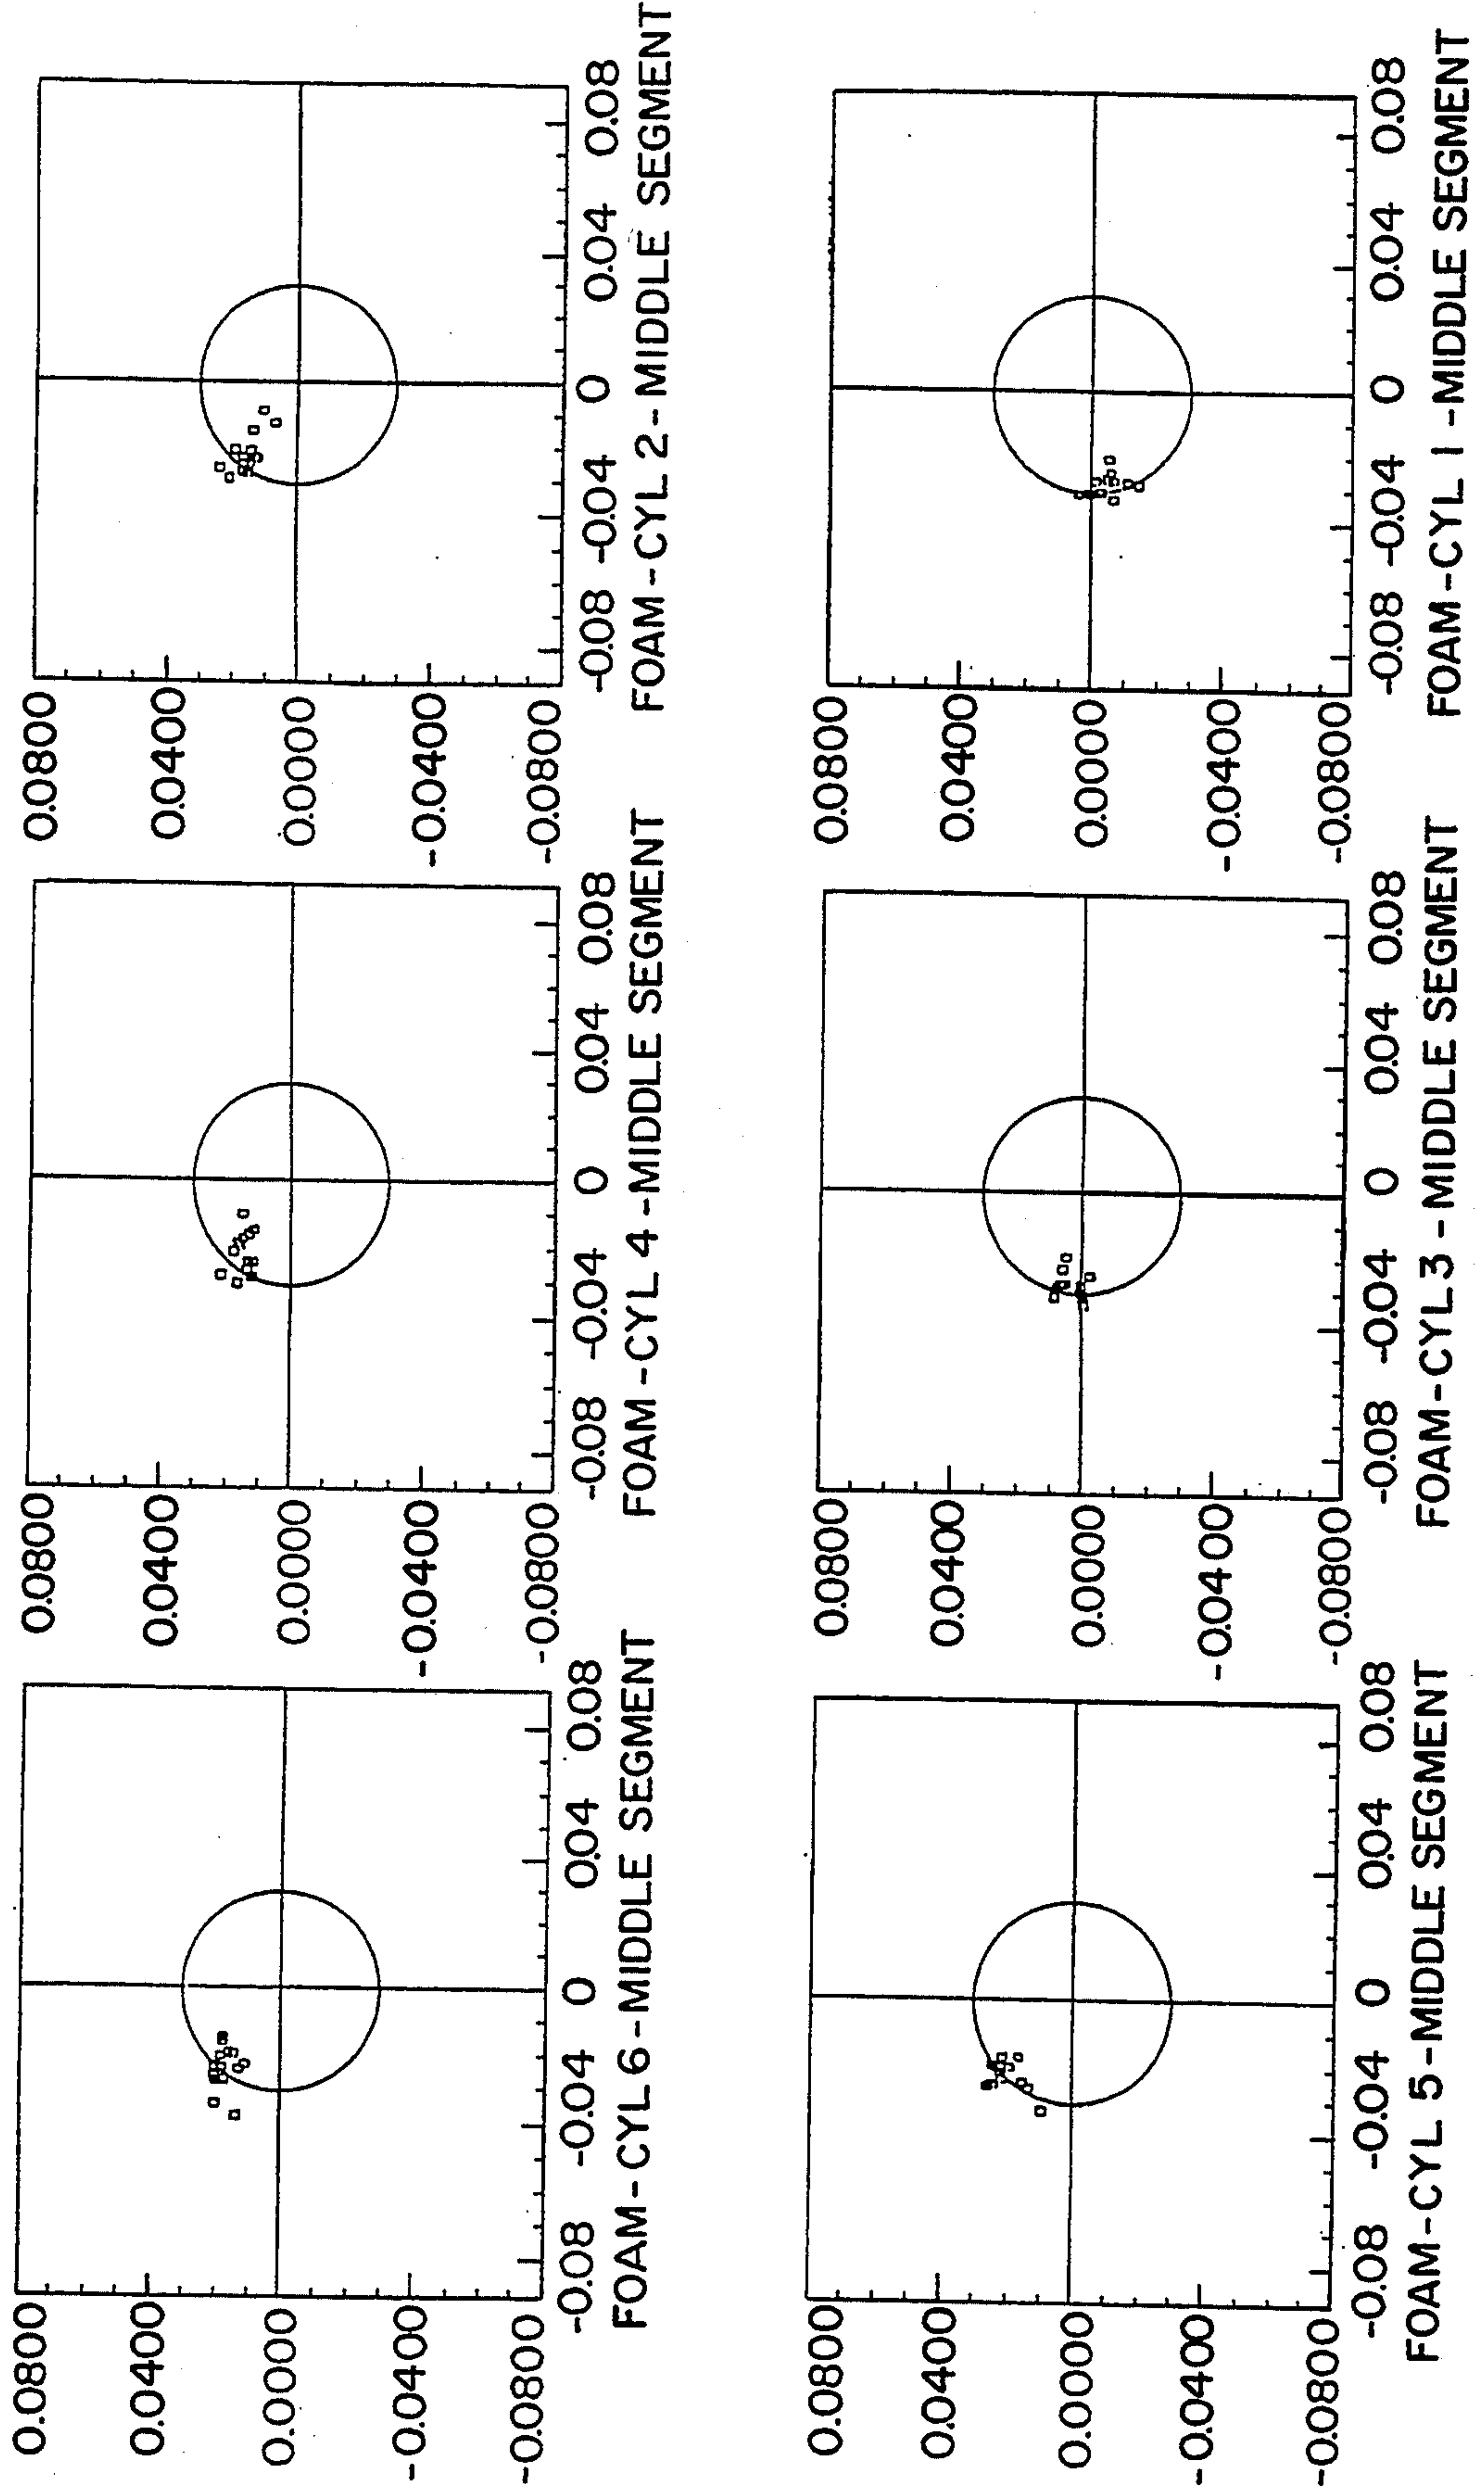 0.0800
0.0400
0.0000
-0.0400
-0.0800
-0.08 -0.04 0 0.04 0.08
FOAM-CYL 6-MIDDLE SEGMENT
0.0800
0.0400
0.0000
-0.0400
-0.0800
-0.08 -0.04 0 0.04 0.08
FOAM-CYL 4-MIDDLE SEGMENT
0.0800
0.0400
0.0000
-0.0400
-0.0800
-0.08 -0.04 0 0.04 0.08
FOAM-CYL 2-MIDDLE SEGMENT
0.0800
0.0400
0.0000
-0.0400
-0.0800
-0.08 -0.04 0 0.04 0.08
FOAM-CYL 5-MIDDLE SEGMENT
0.0800
0.0400
0.0000
-0.0400
-0.0800
-0.08 -0.04 0 0.04 0.08
FOAM-CYL3-MIDDLE SEGMENT
0.0800
0.0400
0.0000
-0.0400
-0.0800
-0.08 -0.04 0 0.04 0.08
FOAM-CYL 1-MIDDLE SEGMENT